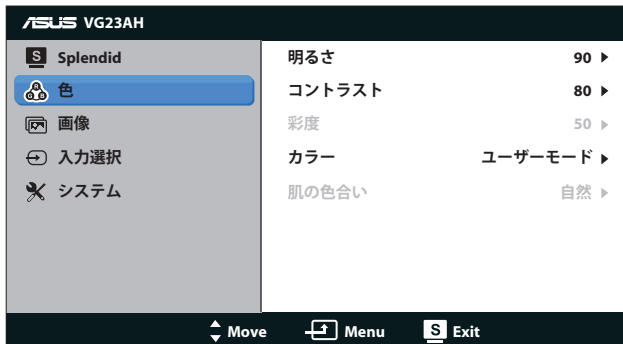 ASUS VG23AH
S Splendid
色
画像
入力選択
システム
明るさ 90
コントラスト 80
彩度 50
カラー ユーザーモード
肌の色合い 自然
Move Menu S Exit